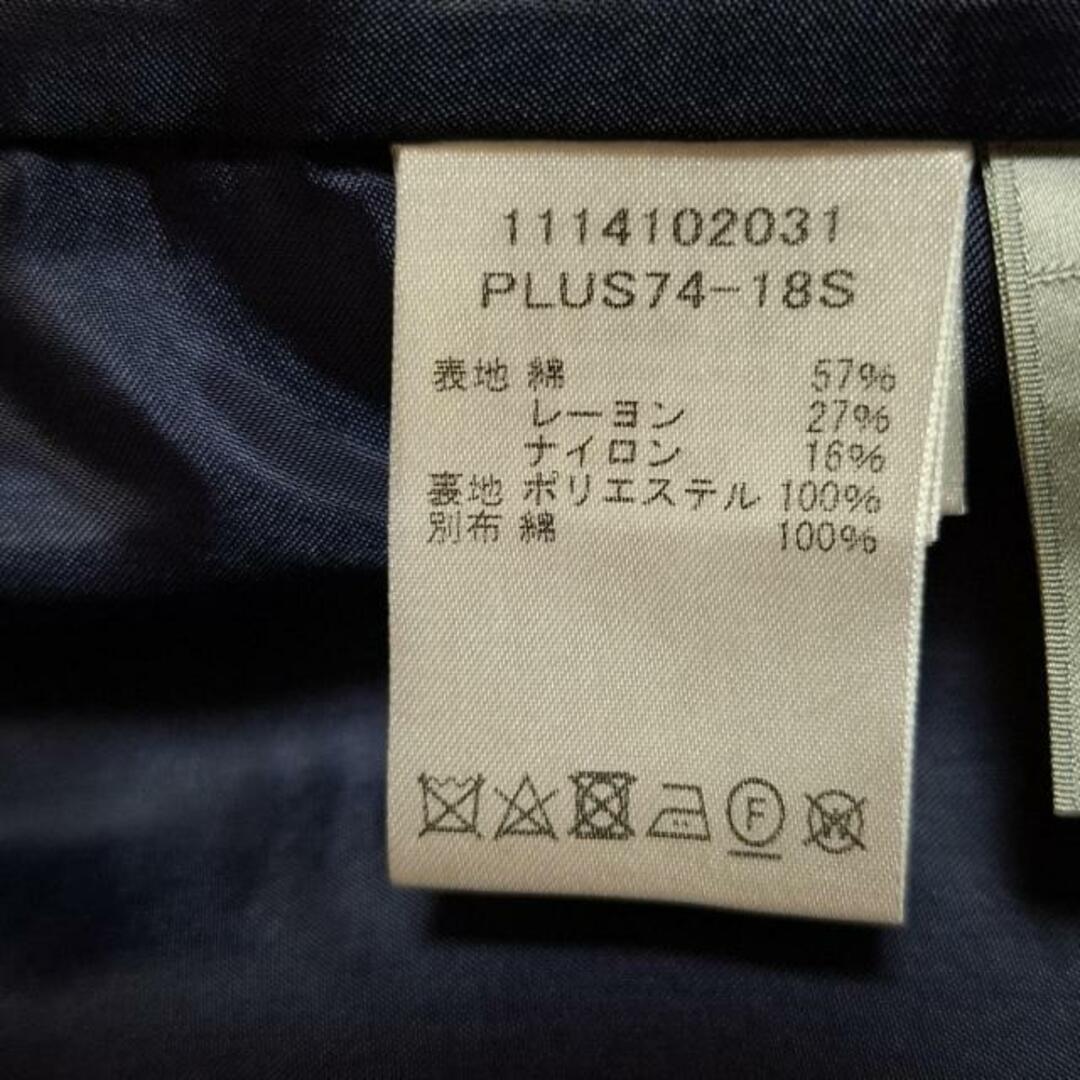 1114102031
PLUS74-18S
表地 綿 57%
レーヨン 27%
ナイロン 16%
裏地 ポリエステル 100%
別布 綿 100%
F
W